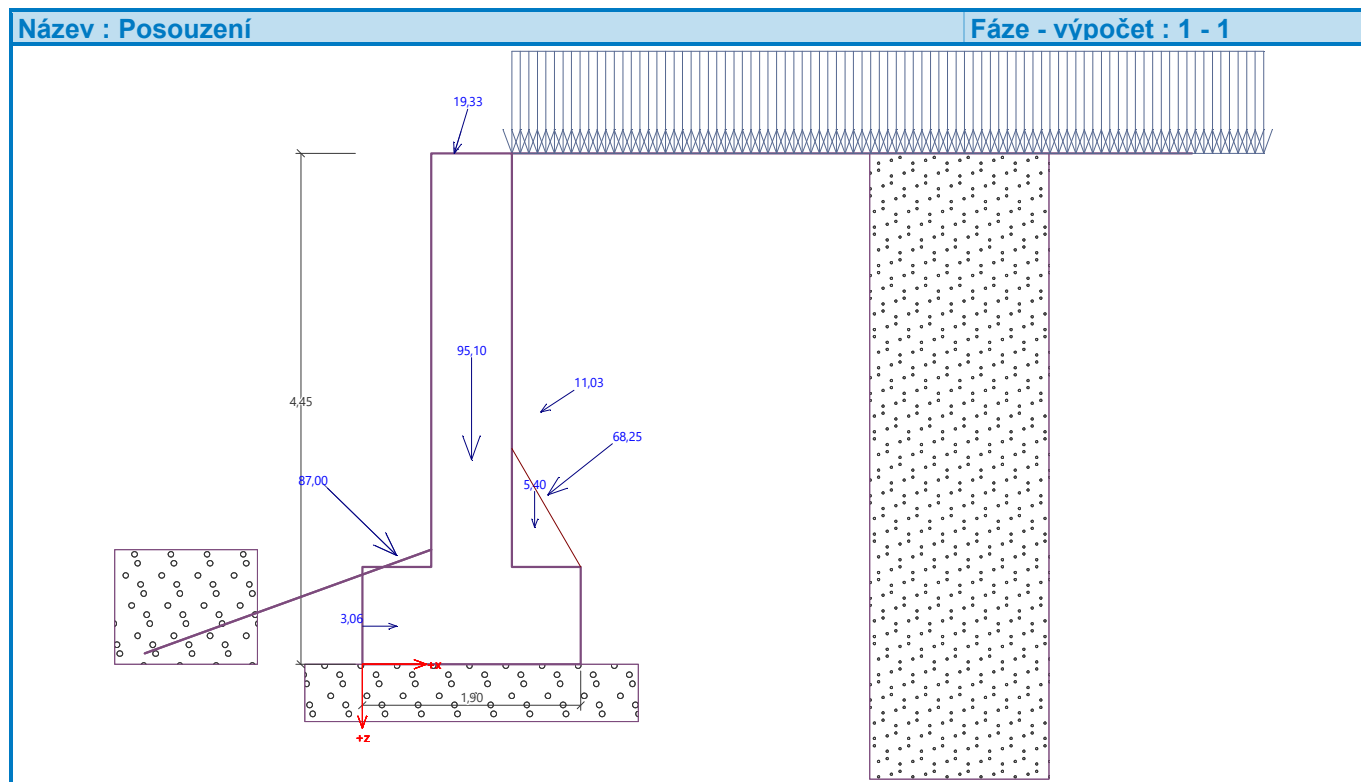 Název : Posouzení
Fáze - výpočet : 1 - 1
19,33
95,10
11,03
4,45
68,25
87,00
5,40
3,06
+x
1,90
+z